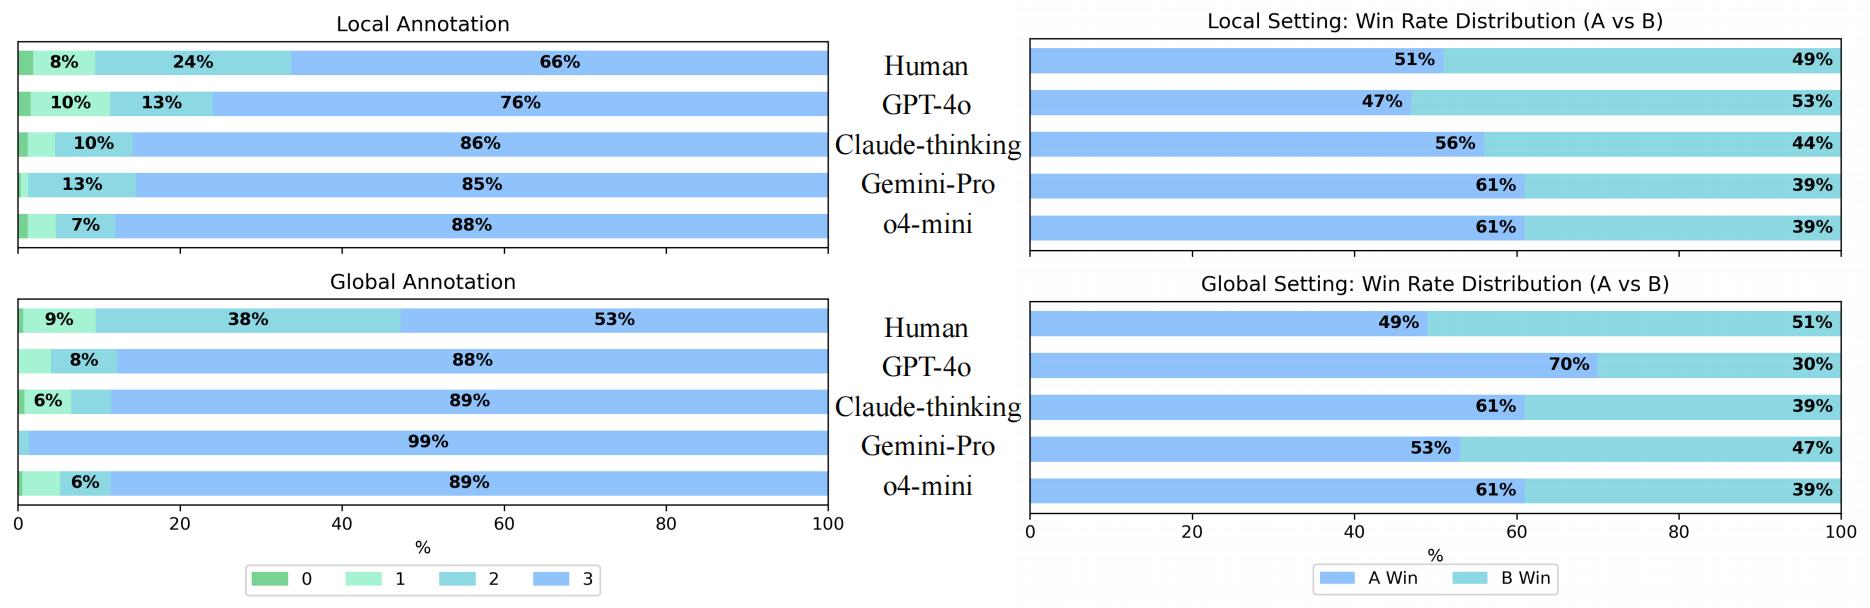 Local Annotation
8% 24% 66%
10% 13% 76%
10% 86%
13% 85%
7% 88%
Global Annotation
9% 38% 53%
8% 88%
6% 89%
99%
6% 89%
0 20 40 60 80 100
%
0 1 2 3
Human
GPT-4o
Claude-thinking
Gemini-Pro
o4-mini
Human
GPT-4o
Claude-thinking
Gemini-Pro
o4-mini
Local Setting: Win Rate Distribution (A vs B)
51% 49%
47% 53%
56% 44%
61% 39%
61% 39%
Global Setting: Win Rate Distribution (A vs B)
49% 51%
70% 30%
61% 39%
53% 47%
61% 39%
0 20 40 60 80 100
%
A Win B Win